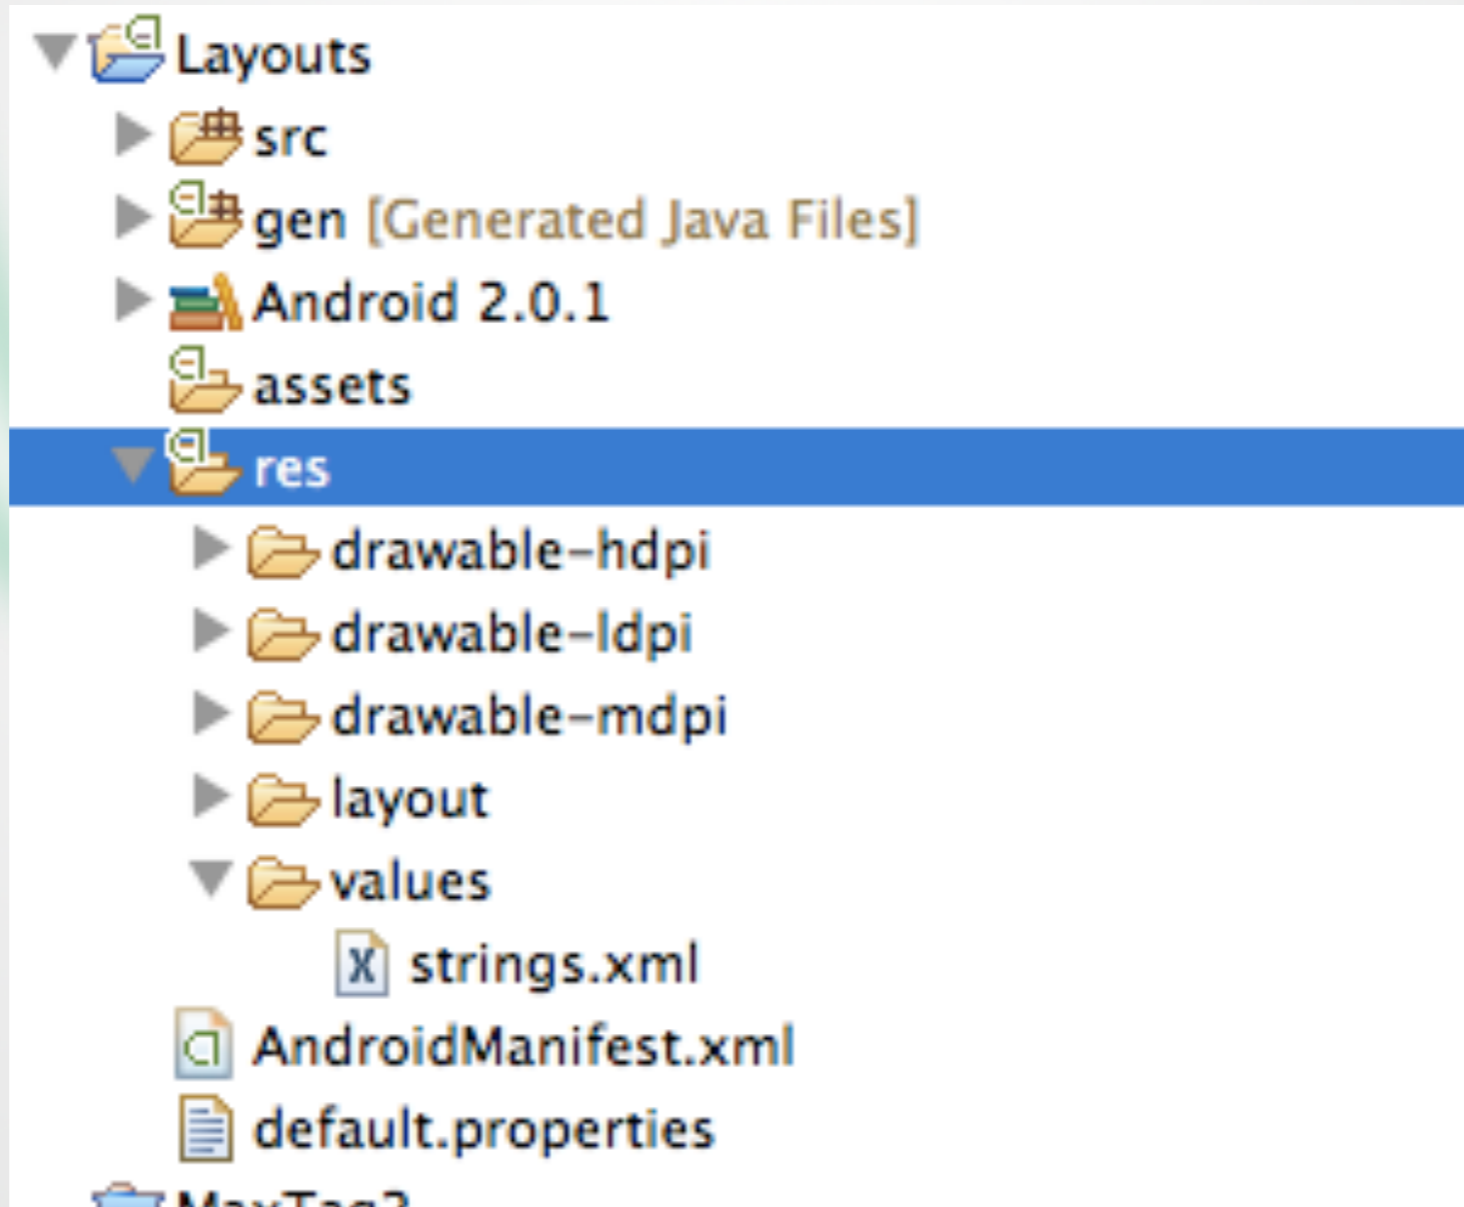 Layouts
src
gen [Generated Java Files]
Android 2.0.1
assets
res
drawable-hdpi
drawable-ldpi
drawable-mdpi
layout
values
strings.xml
AndroidManifest.xml
default.properties